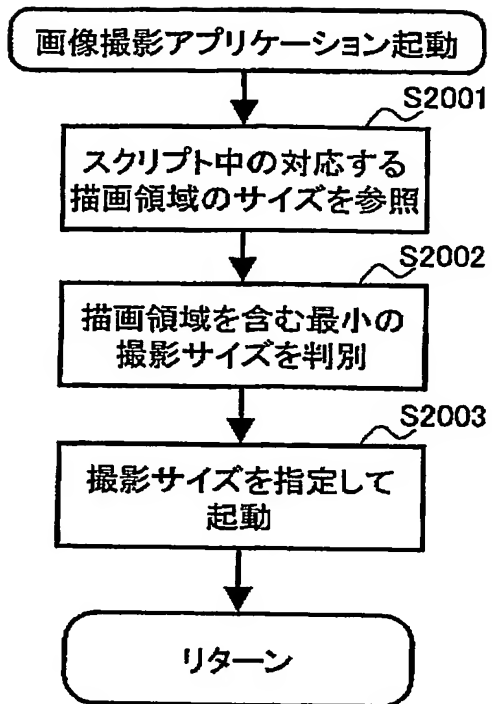 画像撮影アプリケーション起動
S2001
スクリプト中の対応する
描画領域のサイズを参照
S2002
描画領域を含む最小の
撮影サイズを判別
S2003
撮影サイズを指定して
起動
リターン